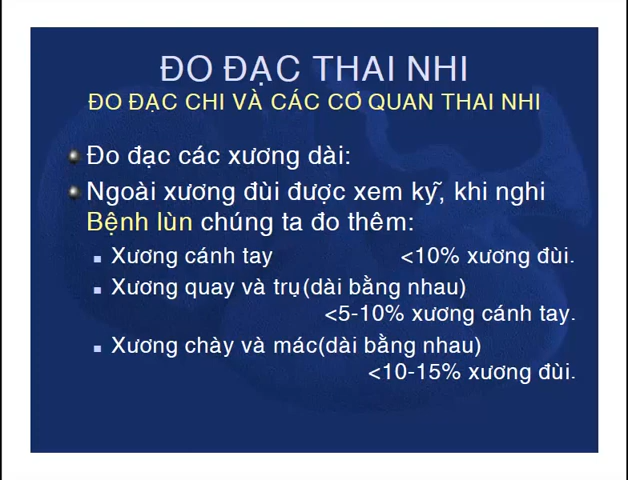 ĐO ĐẠC THAI NHI
ĐO ĐẠC CHI VÀ CÁC CƠ QUAN THAI NHI
Đo đạc các xương dài:
Ngoài xương đùi được xem kỹ, khi nghi
Bệnh lùn chúng ta đo thêm:
Xương cánh tay <10% xương đùi.
Xương quay và trụ(dài bằng nhau)
<5-10% xương cánh tay.
Xương chày và mác(dài bằng nhau)
<10-15% xương đùi.